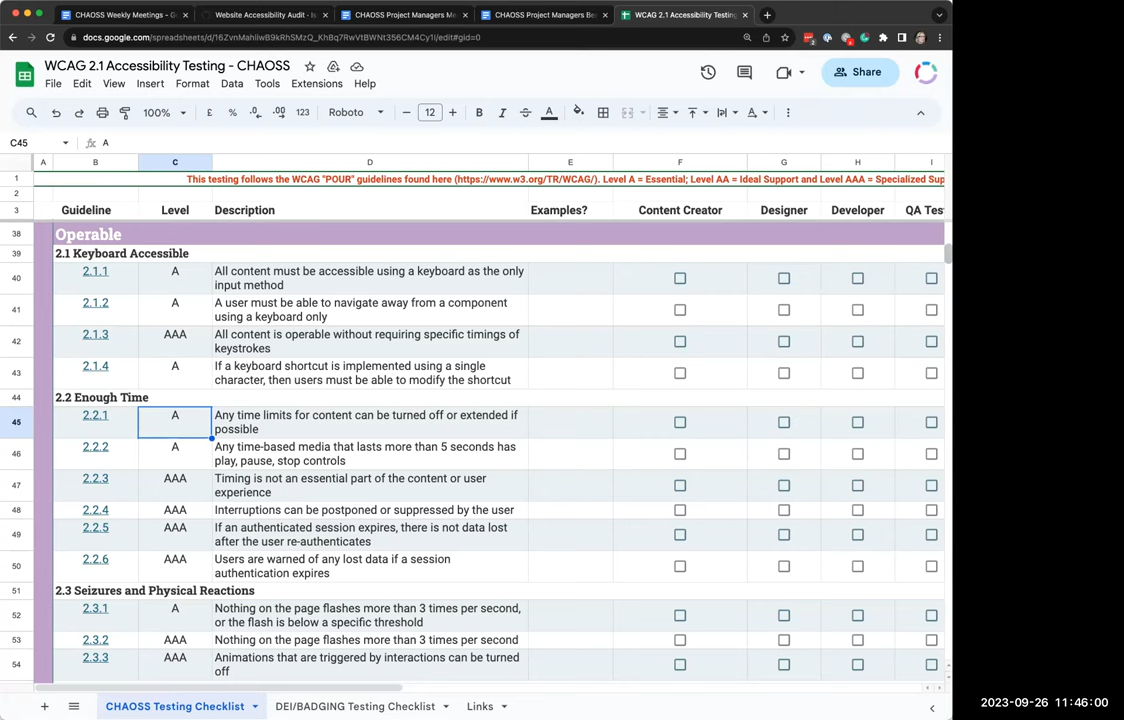 CHAOSS Weekly Meetings - G
Website Accessibility Audit - Is
CHAOSS Project Managers Me
CHAOSS Project Managers Be
WCAG 2.1 Accessibility Testing
docs.google.com/spreadsheets/d/16ZvnMahliwB9kRhSMzQ_KhBq7RwVtBWNt356CM4Cy1I/edit#gid=0
WCAG 2.1 Accessibility Testing - CHAOSS
File Edit View Insert Format Data Tools Extensions Help
Share
100% £ % .0 .00 123 Roboto 12 B I A
C45 fx A
A B C D E F G H I
1 This testing follows the WCAG "POUR" guidelines found here (https://www.w3.org/TR/WCAG/). Level A = Essential; Level AA = Ideal Support and Level AAA = Specialized Sup
2
3 Guideline Level Description Examples? Content Creator Designer Developer QA Tes
38 Operable
39 2.1 Keyboard Accessible
40 2.1.1 A All content must be accessible using a keyboard as the only
input method
41 2.1.2 A A user must be able to navigate away from a component
using a keyboard only
42 2.1.3 AAA All content is operable without requiring specific timings of
keystrokes
43 2.1.4 A If a keyboard shortcut is implemented using a single
character, then users must be able to modify the shortcut
44 2.2 Enough Time
45 2.2.1 A Any time limits for content can be turned off or extended if
possible
46 2.2.2 A Any time-based media that lasts more than 5 seconds has
play, pause, stop controls
47 2.2.3 AAA Timing is not an essential part of the content or user
experience
48 2.2.4 AAA Interruptions can be postponed or suppressed by the user
49 2.2.5 AAA If an authenticated session expires, there is not data lost
after the user re-authenticates
50 2.2.6 AAA Users are warned of any lost data if a session
authentication expires
51 2.3 Seizures and Physical Reactions
52 2.3.1 A Nothing on the page flashes more than 3 times per second,
or the flash is below a specific threshold
53 2.3.2 AAA Nothing on the page flashes more than 3 times per second
54 2.3.3 AAA Animations that are triggered by interactions can be turned
off
CHAOSS Testing Checklist DEI/BADGING Testing Checklist Links
2023-09-26 11:46:00